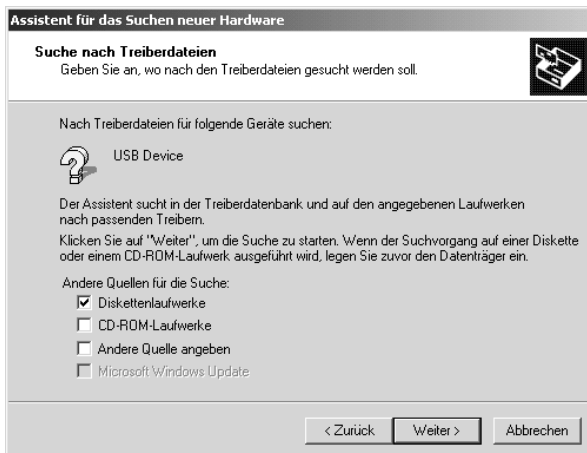 Assistent für das Suchen neuer Hardware
Suche nach Treiberdateien
Geben Sie an, wo nach den Treiberdateien gesucht werden soll.
Nach Treiberdateien für folgende Geräte suchen:
USB Device
Der Assistent sucht in der Treiberdatenbank und auf den angegebenen Laufwerken
nach passenden Treibern.
Klicken Sie auf "Weiter", um die Suche zu starten. Wenn der Suchvorgang auf einer Diskette
oder einem CD-ROM-Laufwerk ausgeführt wird, legen Sie zuvor den Datenträger ein.
Andere Quellen für die Suche:
Diskettenlaufwerke
CD-ROM-Laufwerke
Andere Quelle angeben
Microsoft Windows Update
< Zurück Weiter > Abbrechen